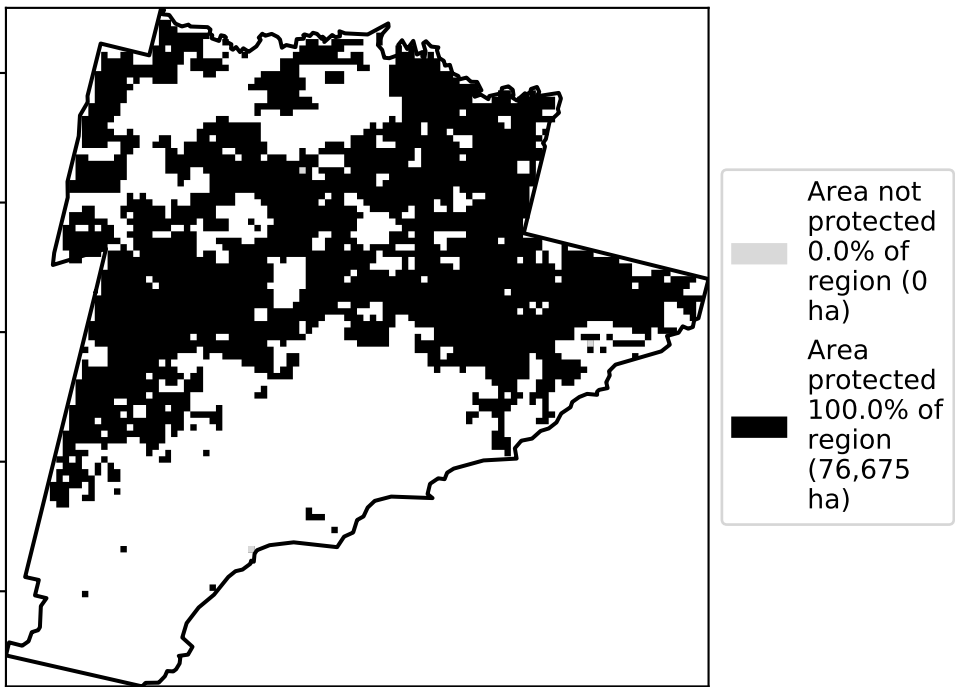 Area not
protected
0.0% of
region (0
ha)
Area
protected
100.0% of
region
(76,675
ha)